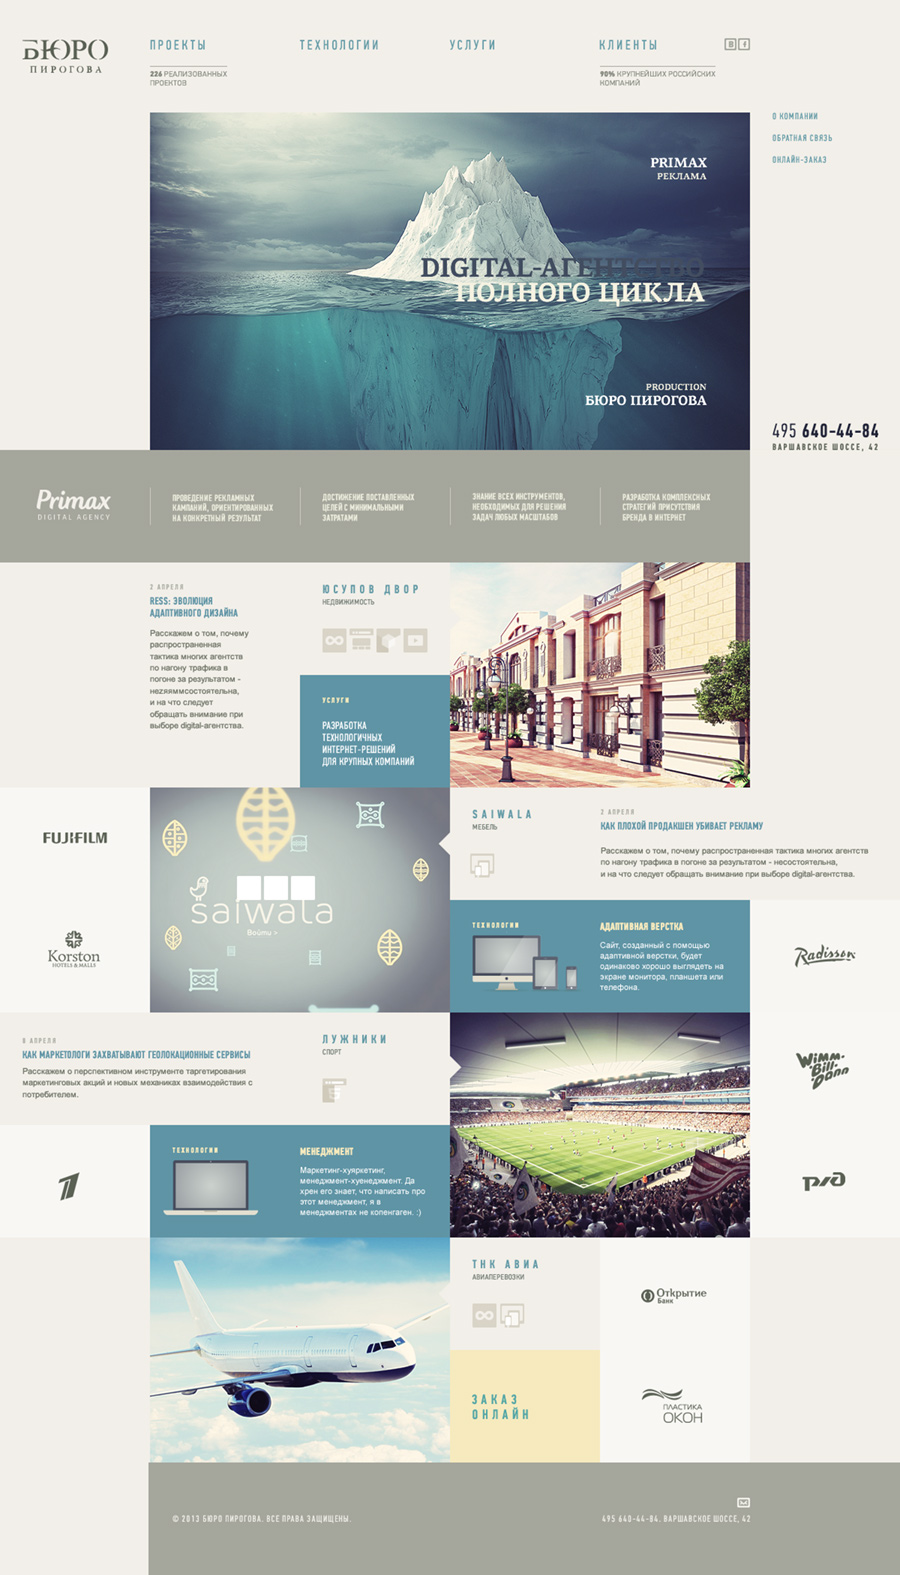 БЮРО
ПИРОГОВА
ПРОЕКТЫ
226 РЕАЛИЗОВАННЫХ
ПРОЕКТОВ
ТЕХНОЛОГИИ
УСЛУГИ
КЛИЕНТЫ
90% КРУПНЕЙШИХ РОССИЙСКИХ
КОМПАНИЙ
В f
О КОМПАНИИ
ОБРАТНАЯ СВЯЗЬ
ОНЛАЙН-ЗАКАЗ
PRIMAX
РЕКЛАМА
DIGITAL-АГЕНТСТВО
ПОЛНОГО ЦИКЛА
PRODUCTION
БЮРО ПИРОГОВА
495 640-44-84
ВАРШАВСКОЕ ШОССЕ, 42
Primax
DIGITAL AGENCY
ПРОВЕДЕНИЕ РЕКЛАМНЫХ
КАМПАНИЙ, ОРИЕНТИРОВАННЫХ
НА КОНКРЕТНЫЙ РЕЗУЛЬТАТ
ДОСТИЖЕНИЕ ПОСТАВЛЕННЫХ
ЦЕЛЕЙ С МИНИМАЛЬНЫМИ
ЗАТРАТАМИ
ЗНАНИЕ ВСЕХ ИНСТРУМЕНТОВ,
НЕОБХОДИМЫХ ДЛЯ РЕШЕНИЯ
ЗАДАЧ ЛЮБЫХ МАСШТАБОВ
РАЗРАБОТКА КОМПЛЕКСНЫХ
СТРАТЕГИЙ ПРИСУТСТВИЯ
БРЕНДА В ИНТЕРНЕТ
2 АПРЕЛЯ
RESS: ЭВОЛЮЦИЯ
АДАПТИВНОГО ДИЗАЙНА
Расскажем о том, почему
распространенная
тактика многих агентств
по нагону трафика в
погоне за результатом -
неzяяммсостоятельна,
и на что следует
обращать внимание при
выборе digital-агентства.
ЮСУПОВ ДВОР
НЕДВИЖИМОСТЬ
УСЛУГИ
РАЗРАБОТКА
ТЕХНОЛОГИЧНЫХ
ИНТЕРНЕТ-РЕШЕНИЙ
ДЛЯ КРУПНЫХ КОМПАНИЙ
FUJIFILM
Korston
HOTELS & MALLS
saiwala
Войти >
SAIWALA
МЕБЕЛЬ
2 АПРЕЛЯ
КАК ПЛОХОЙ ПРОДАКШЕН УБИВАЕТ РЕКЛАМУ
Расскажем о том, почему распространенная тактика многих агентств
по нагону трафика в погоне за результатом - несостоятельна,
и на что следует обращать внимание при выборе digital-агентства.
ТЕХНОЛОГИИ
АДАПТИВНАЯ ВЕРСТКА
Сайт, созданный с помощью
адаптивной верстки, будет
одинаково хорошо выглядеть на
экране монитора, планшета или
телефона.
Radisson
8 АПРЕЛЯ
КАК МАРКЕТОЛОГИ ЗАХВАТЫВАЮТ ГЕОЛОКАЦИОННЫЕ СЕРВИСЫ
Расскажем о перспективном инструменте таргетирования
маркетинговых акций и новых механиках взаимодействия с
потребителем.
ЛУЖНИКИ
СПОРТ
Wimm-
Bill-
Dann
ТЕХНОЛОГИИ
МЕНЕДЖМЕНТ
Маркетинг-хуяркетинг,
менеджмент-хуенеджмент. Да
хрен его знает, что написать про
этот менеджмент, я в
менеджментах не копенгаген. :)
1
ржд
ТНК АВИА
АВИАПЕРЕВОЗКИ
Открытие
Банк
ЗАКАЗ
ОНЛАЙН
ПЛАСТИКА
ОКОН
© 2013 БЮРО ПИРОГОВА. ВСЕ ПРАВА ЗАЩИЩЕНЫ.
495 640-44-84. ВАРШАВСКОЕ ШОССЕ, 42